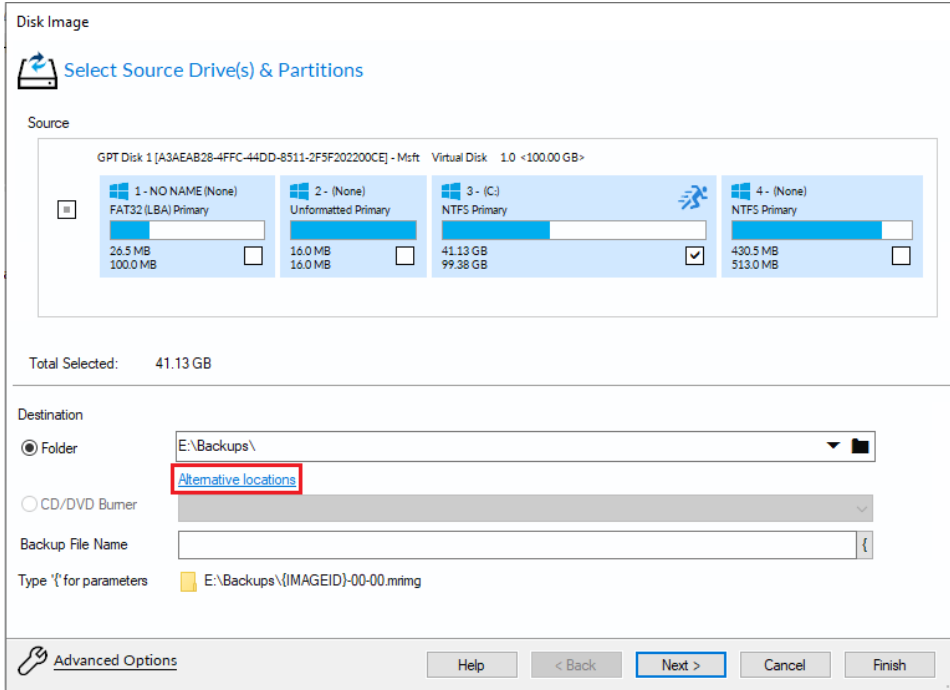 Disk Image
Select Source Drive(s) & Partitions
Source
GPT Disk 1 [A3AEAB28-4FFC-44DD-8511-2F5F202200CE] - Msft Virtual Disk 1.0 <100.00 GB>
1 - NO NAME (None)
FAT32 (LBA) Primary
26.5 MB
100.0 MB
2 - (None)
Unformatted Primary
16.0 MB
16.0 MB
3 - (C:)
NTFS Primary
41.13 GB
99.38 GB
4 - (None)
NTFS Primary
430.5 MB
513.0 MB
Total Selected: 41.13 GB
Destination
Folder E:\Backups\
Alternative locations
CD/DVD Burner
Backup File Name {
Type '{' for parameters E:\Backups\{IMAGEID}-00-00.mrimg
Advanced Options Help < Back Next > Cancel Finish